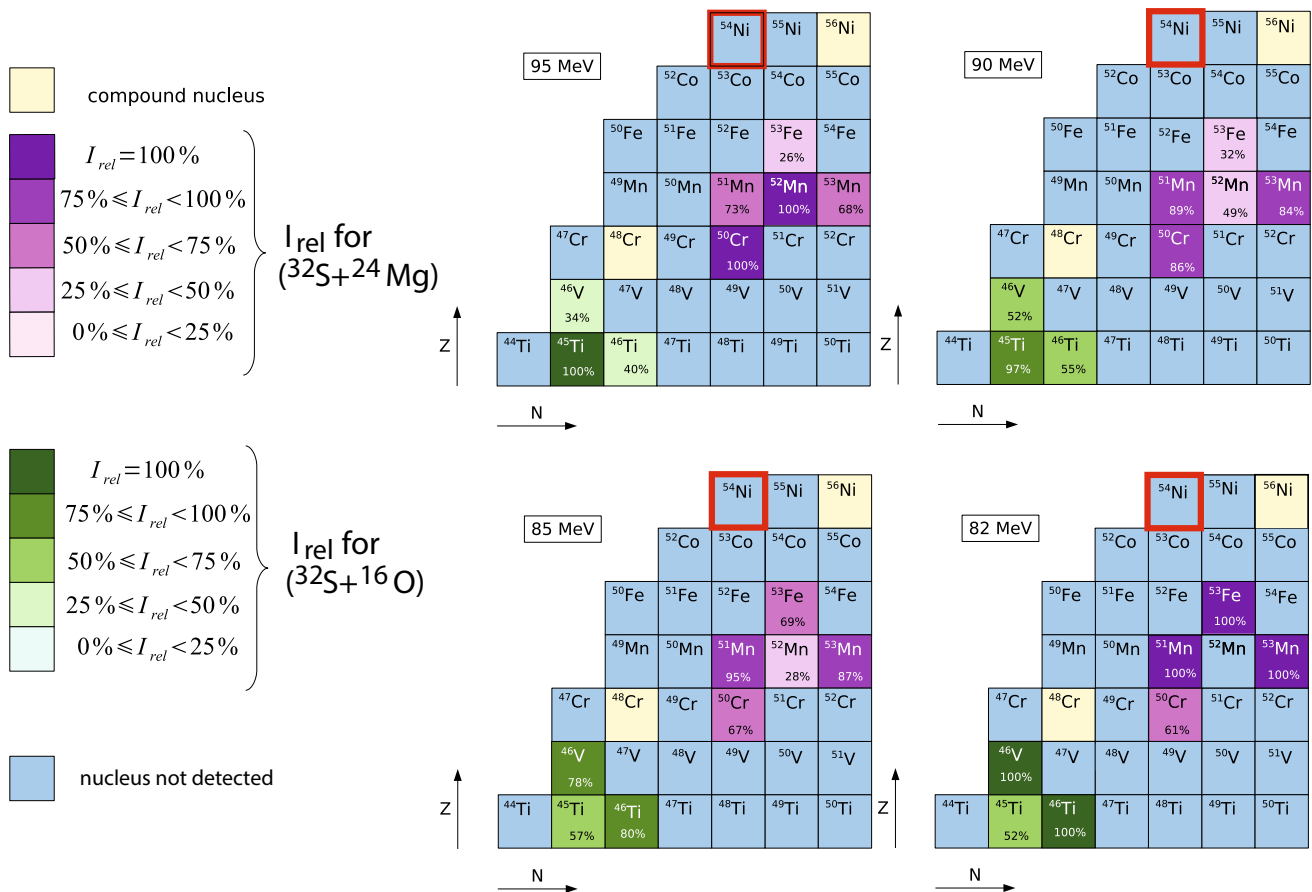 compound nucleus
I_rel = 100 %
75 % ⩽ I_rel < 100 %
50 % ⩽ I_rel < 75 %
25 % ⩽ I_rel < 50 %
0 % ⩽ I_rel < 25 %
I_rel for
(³²S+²⁴Mg)
I_rel = 100 %
75 % ⩽ I_rel < 100 %
50 % ⩽ I_rel < 75 %
25 % ⩽ I_rel < 50 %
0 % ⩽ I_rel < 25 %
I_rel for
(³²S+¹⁶O)
nucleus not detected
95 MeV
⁵⁴Ni ⁵⁵Ni ⁵⁶Ni
⁵²Co ⁵³Co ⁵⁴Co ⁵⁵Co
⁵⁰Fe ⁵¹Fe ⁵²Fe ⁵³Fe ⁵⁴Fe
26%
⁴⁹Mn ⁵⁰Mn ⁵¹Mn ⁵²Mn ⁵³Mn
73% 100% 68%
⁴⁷Cr ⁴⁸Cr ⁴⁹Cr ⁵⁰Cr ⁵¹Cr ⁵²Cr
100%
⁴⁶V ⁴⁷V ⁴⁸V ⁴⁹V ⁵⁰V ⁵¹V
34%
⁴⁴Ti ⁴⁵Ti ⁴⁶Ti ⁴⁷Ti ⁴⁸Ti ⁴⁹Ti ⁵⁰Ti
100% 40%
Z
N
90 MeV
⁵⁴Ni ⁵⁵Ni ⁵⁶Ni
⁵²Co ⁵³Co ⁵⁴Co ⁵⁵Co
⁵⁰Fe ⁵¹Fe ⁵²Fe ⁵³Fe ⁵⁴Fe
32%
⁴⁹Mn ⁵⁰Mn ⁵¹Mn ⁵²Mn ⁵³Mn
89% 49% 84%
⁴⁷Cr ⁴⁸Cr ⁴⁹Cr ⁵⁰Cr ⁵¹Cr ⁵²Cr
86%
⁴⁶V ⁴⁷V ⁴⁸V ⁴⁹V ⁵⁰V ⁵¹V
52%
⁴⁴Ti ⁴⁵Ti ⁴⁶Ti ⁴⁷Ti ⁴⁸Ti ⁴⁹Ti ⁵⁰Ti
97% 55%
Z
N
85 MeV
⁵⁴Ni ⁵⁵Ni ⁵⁶Ni
⁵²Co ⁵³Co ⁵⁴Co ⁵⁵Co
⁵⁰Fe ⁵¹Fe ⁵²Fe ⁵³Fe ⁵⁴Fe
69%
⁴⁹Mn ⁵⁰Mn ⁵¹Mn ⁵²Mn ⁵³Mn
95% 28% 87%
⁴⁷Cr ⁴⁸Cr ⁴⁹Cr ⁵⁰Cr ⁵¹Cr ⁵²Cr
67%
⁴⁶V ⁴⁷V ⁴⁸V ⁴⁹V ⁵⁰V ⁵¹V
78%
⁴⁴Ti ⁴⁵Ti ⁴⁶Ti ⁴⁷Ti ⁴⁸Ti ⁴⁹Ti ⁵⁰Ti
57% 80%
Z
N
82 MeV
⁵⁴Ni ⁵⁵Ni ⁵⁶Ni
⁵²Co ⁵³Co ⁵⁴Co ⁵⁵Co
⁵⁰Fe ⁵¹Fe ⁵²Fe ⁵³Fe ⁵⁴Fe
100%
⁴⁹Mn ⁵⁰Mn ⁵¹Mn ⁵²Mn ⁵³Mn
100% 100%
⁴⁷Cr ⁴⁸Cr ⁴⁹Cr ⁵⁰Cr ⁵¹Cr ⁵²Cr
61%
⁴⁶V ⁴⁷V ⁴⁸V ⁴⁹V ⁵⁰V ⁵¹V
100%
⁴⁴Ti ⁴⁵Ti ⁴⁶Ti ⁴⁷Ti ⁴⁸Ti ⁴⁹Ti ⁵⁰Ti
52% 100%
Z
N